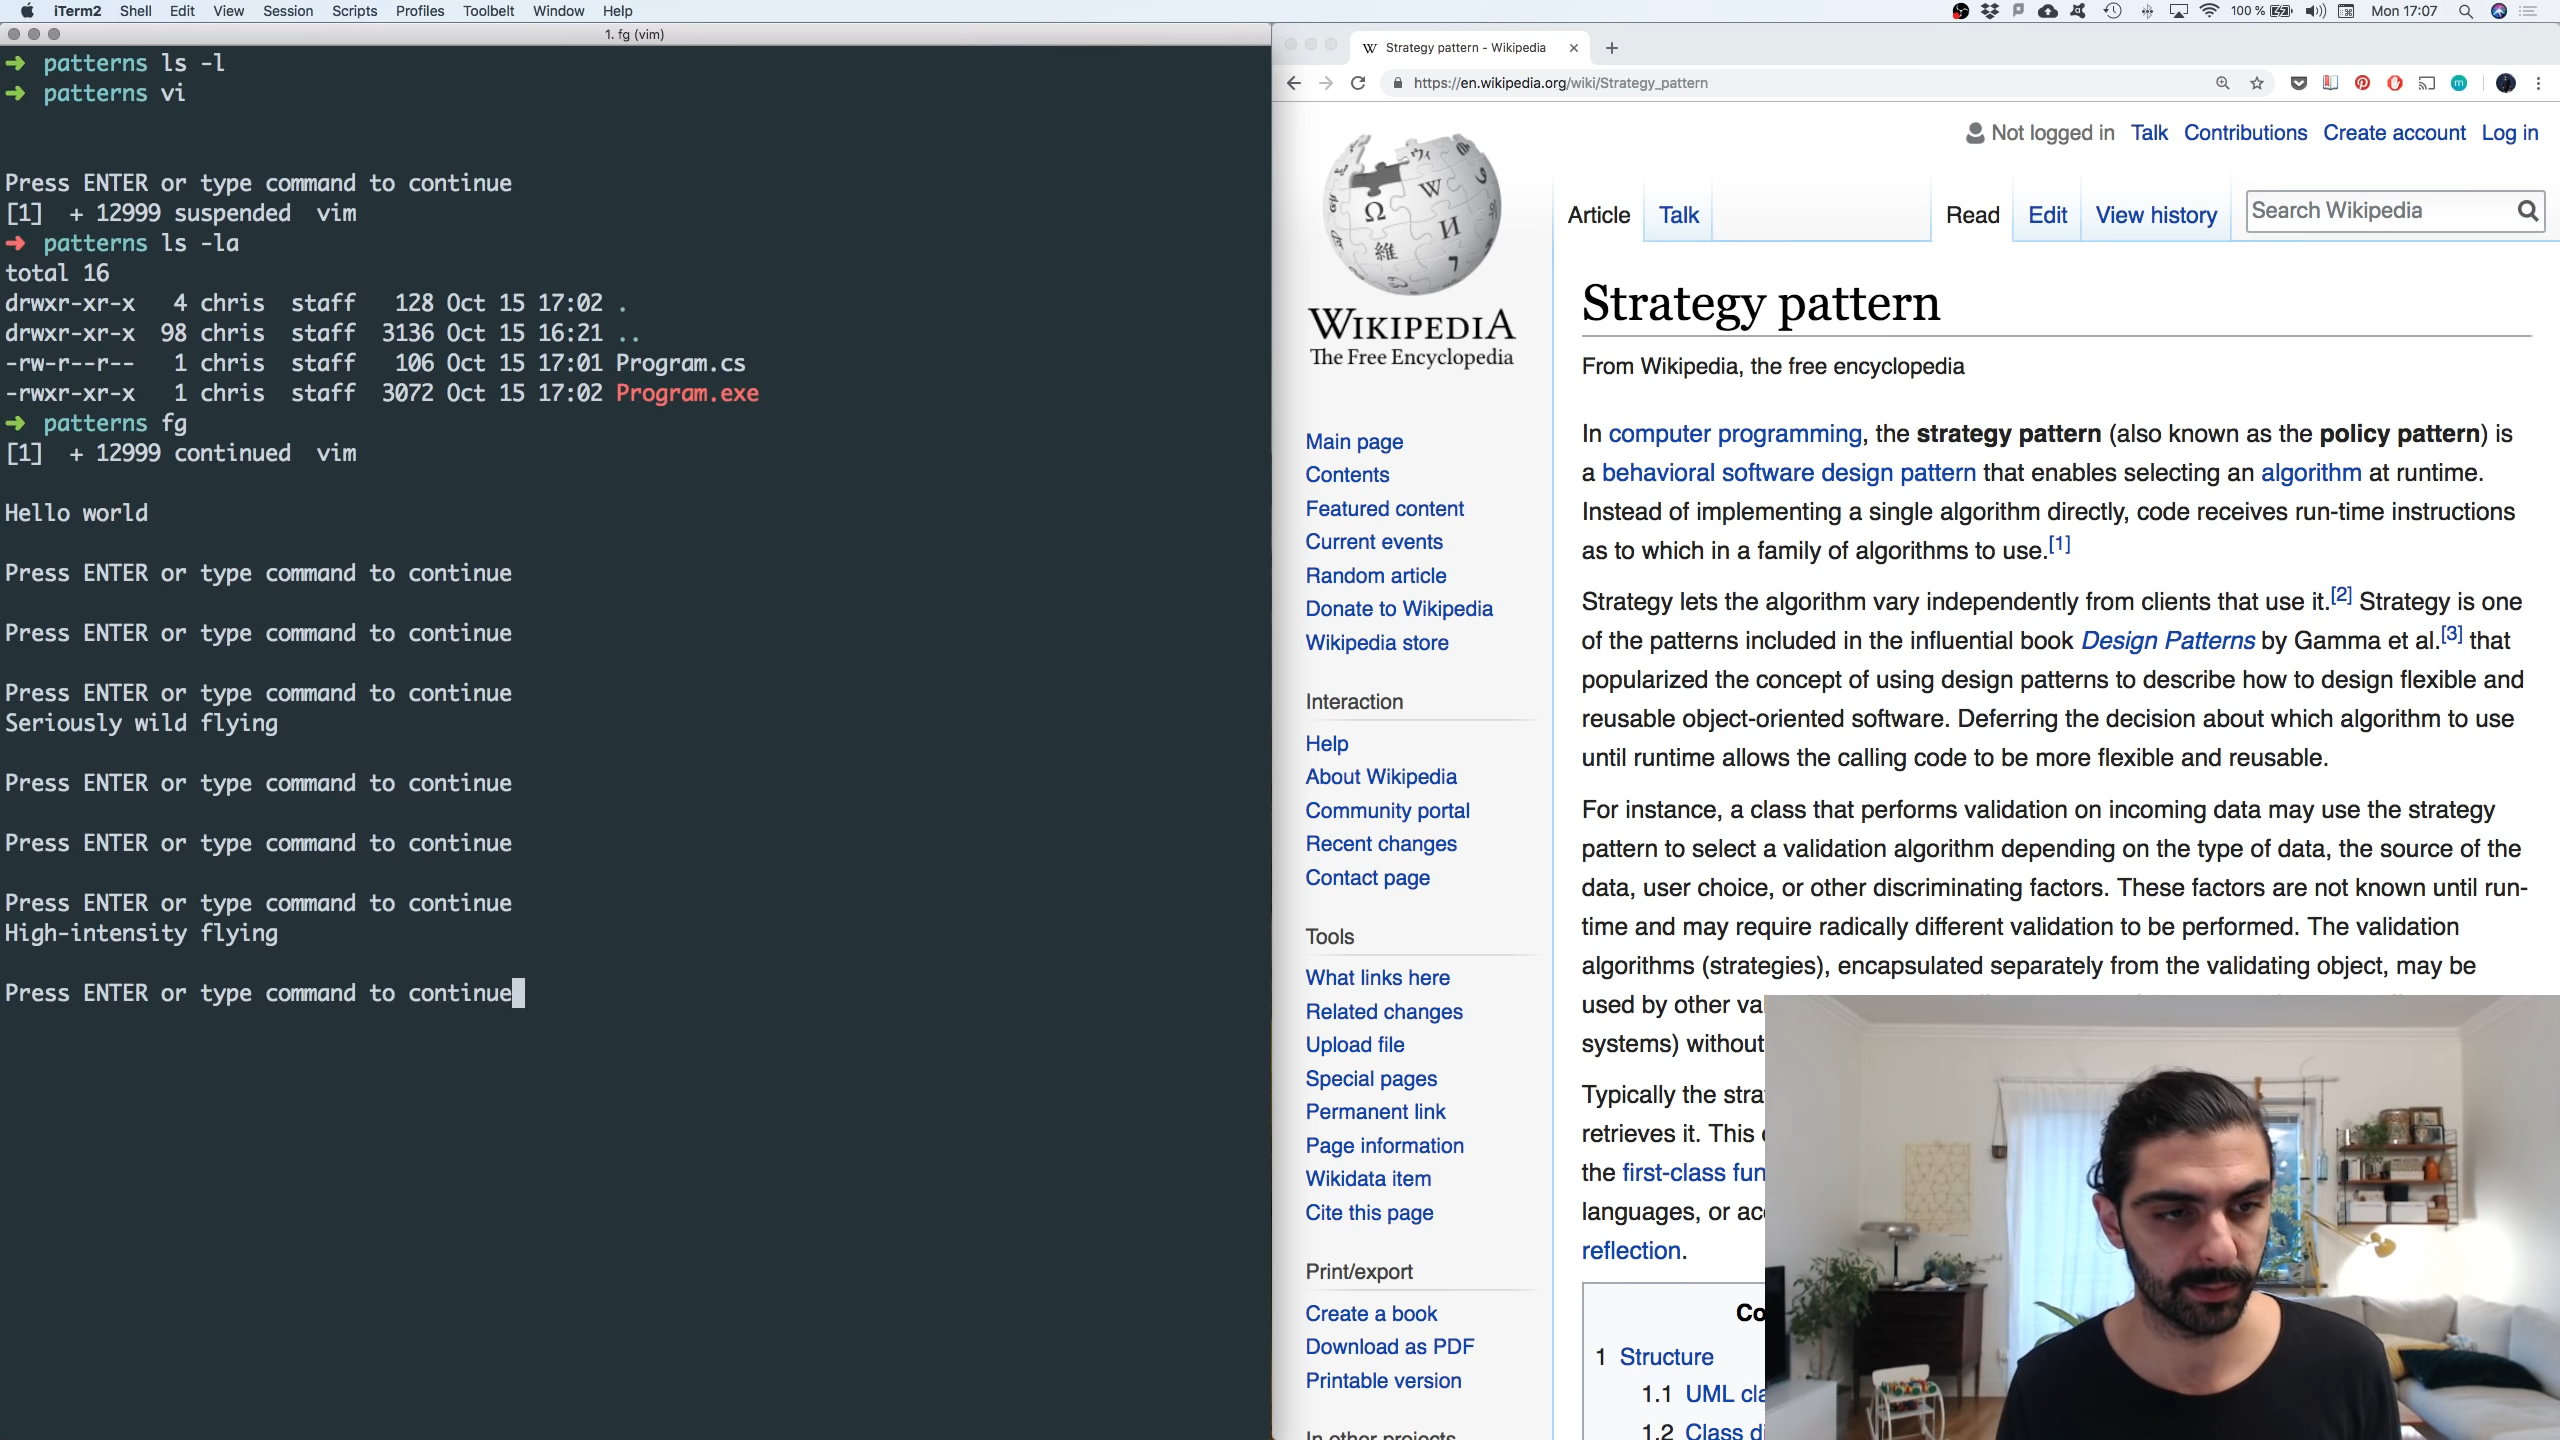 iTerm2 Shell Edit View Session Scripts Profiles Toolbelt Window Help
100 % Mon 17:07
1. fg (vim)
➜ patterns ls -l
➜ patterns vi
Press ENTER or type command to continue
[1]  + 12999 suspended  vim
➜ patterns ls -la
total 16
drwxr-xr-x   4 chris  staff   128 Oct 15 17:02 .
drwxr-xr-x  98 chris  staff  3136 Oct 15 16:21 ..
-rw-r--r--   1 chris  staff   106 Oct 15 17:01 Program.cs
-rwxr-xr-x   1 chris  staff  3072 Oct 15 17:02 Program.exe
➜ patterns fg
[1]  + 12999 continued  vim
Hello world
Press ENTER or type command to continue
Press ENTER or type command to continue
Press ENTER or type command to continue
Seriously wild flying
Press ENTER or type command to continue
Press ENTER or type command to continue
Press ENTER or type command to continue
High-intensity flying
Press ENTER or type command to continue
W Strategy pattern - Wikipedia
https://en.wikipedia.org/wiki/Strategy_pattern
Not logged in Talk Contributions Create account Log in
Article Talk Read Edit View history Search Wikipedia
WIKIPEDIA
The Free Encyclopedia
Main page
Contents
Featured content
Current events
Random article
Donate to Wikipedia
Wikipedia store
Interaction
Help
About Wikipedia
Community portal
Recent changes
Contact page
Tools
What links here
Related changes
Upload file
Special pages
Permanent link
Page information
Wikidata item
Cite this page
Print/export
Create a book
Download as PDF
Printable version
In other projects
Strategy pattern
From Wikipedia, the free encyclopedia
In computer programming, the strategy pattern (also known as the policy pattern) is
a behavioral software design pattern that enables selecting an algorithm at runtime.
Instead of implementing a single algorithm directly, code receives run-time instructions
as to which in a family of algorithms to use.[1]
Strategy lets the algorithm vary independently from clients that use it.[2] Strategy is one
of the patterns included in the influential book Design Patterns by Gamma et al.[3] that
popularized the concept of using design patterns to describe how to design flexible and
reusable object-oriented software. Deferring the decision about which algorithm to use
until runtime allows the calling code to be more flexible and reusable.
For instance, a class that performs validation on incoming data may use the strategy
pattern to select a validation algorithm depending on the type of data, the source of the
data, user choice, or other discriminating factors. These factors are not known until run-
time and may require radically different validation to be performed. The validation
algorithms (strategies), encapsulated separately from the validating object, may be
used by other va
systems) without
Typically the stra
retrieves it. This
the first-class fun
languages, or ac
reflection.
Co
1 Structure
1.1 UML cla
1.2 Class di